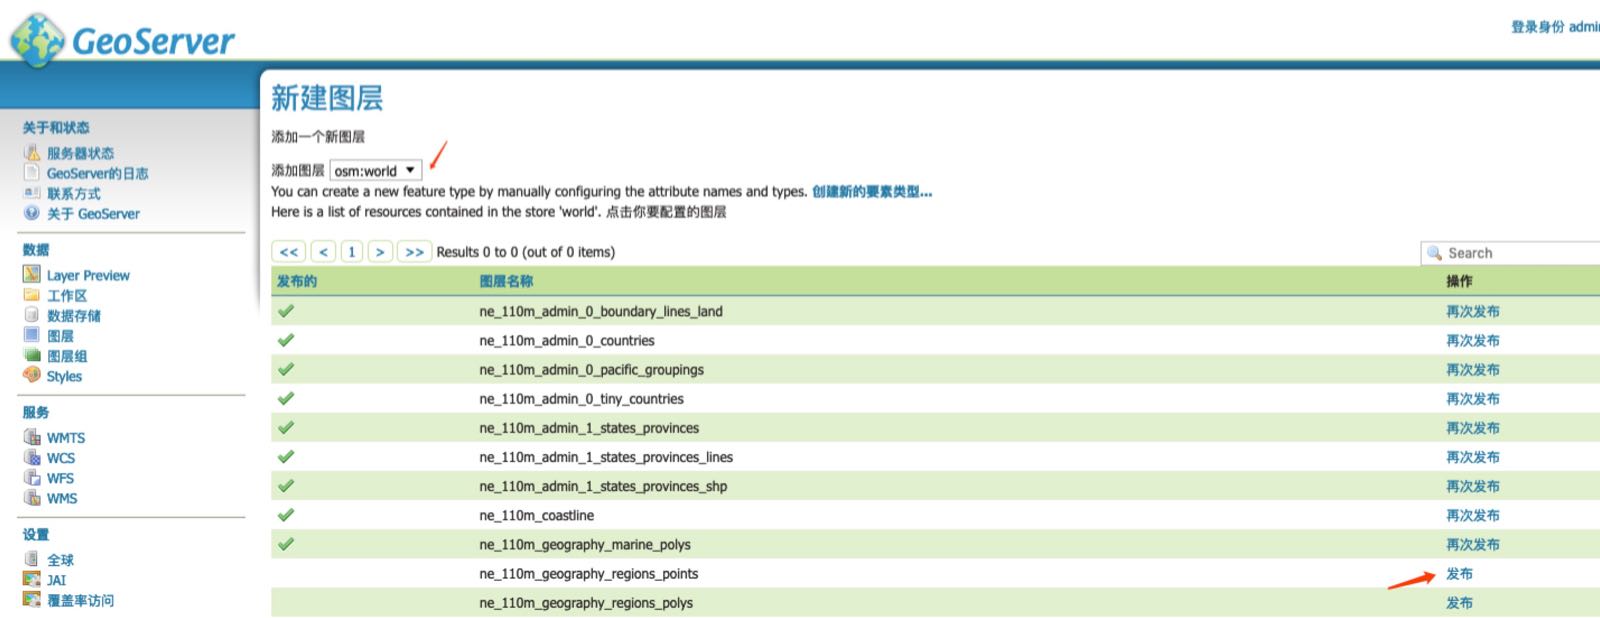 GeoServer
登录身份 admin
新建图层
添加一个新图层
添加图层 osm:world
You can create a new feature type by manually configuring the attribute names and types. 创建新的要素类型...
Here is a list of resources contained in the store 'world'. 点击你要配置的图层
<< < 1 > >> Results 0 to 0 (out of 0 items) Search
发布的 图层名称 操作
ne_110m_admin_0_boundary_lines_land 再次发布
ne_110m_admin_0_countries 再次发布
ne_110m_admin_0_pacific_groupings 再次发布
ne_110m_admin_0_tiny_countries 再次发布
ne_110m_admin_1_states_provinces 再次发布
ne_110m_admin_1_states_provinces_lines 再次发布
ne_110m_admin_1_states_provinces_shp 再次发布
ne_110m_coastline 再次发布
ne_110m_geography_marine_polys 再次发布
ne_110m_geography_regions_points 发布
ne_110m_geography_regions_polys 发布
关于和状态
服务器状态
GeoServer的日志
联系方式
关于 GeoServer
数据
Layer Preview
工作区
数据存储
图层
图层组
Styles
服务
WMTS
WCS
WFS
WMS
设置
全球
JAI
覆盖率访问